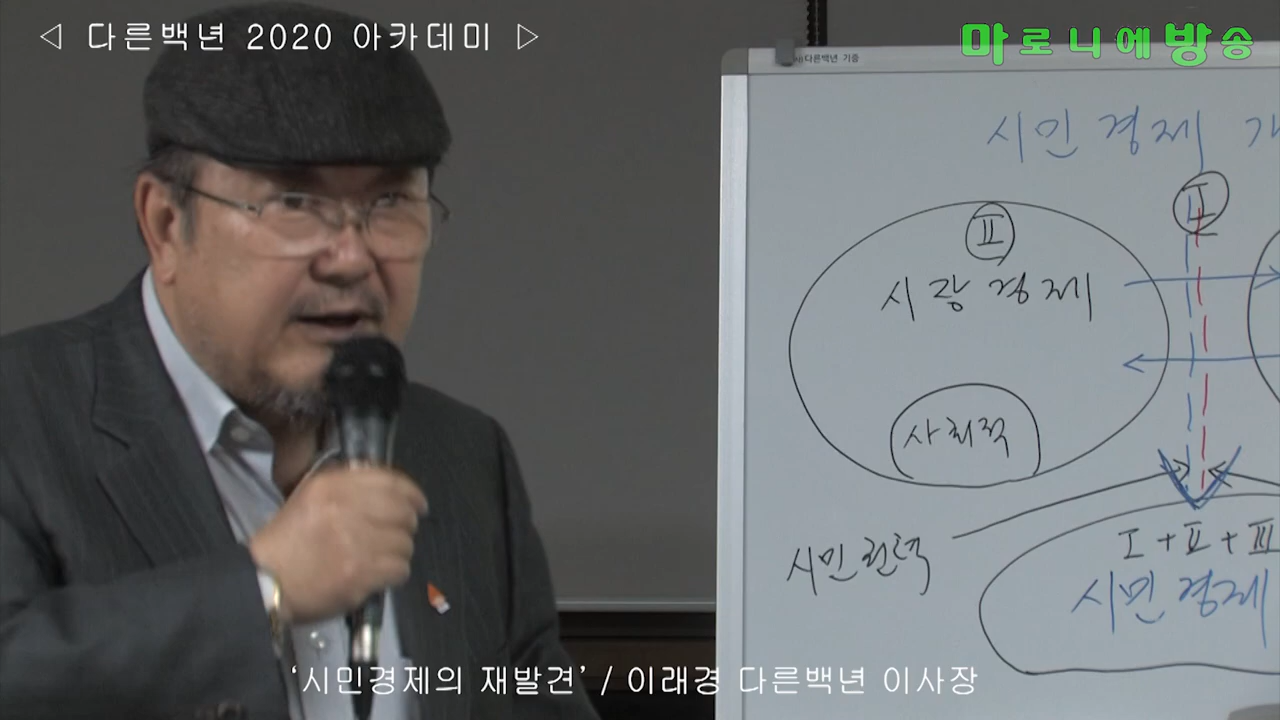 ◁ 다른백년 2020 아카데미 ▷
마로니에방송
다른백년 기증
시민경제
I
II
시장경제
사회적
시민권력
I + II + III
시민경제
‘시민경제의 재발견’ / 이래경 다른백년 이사장